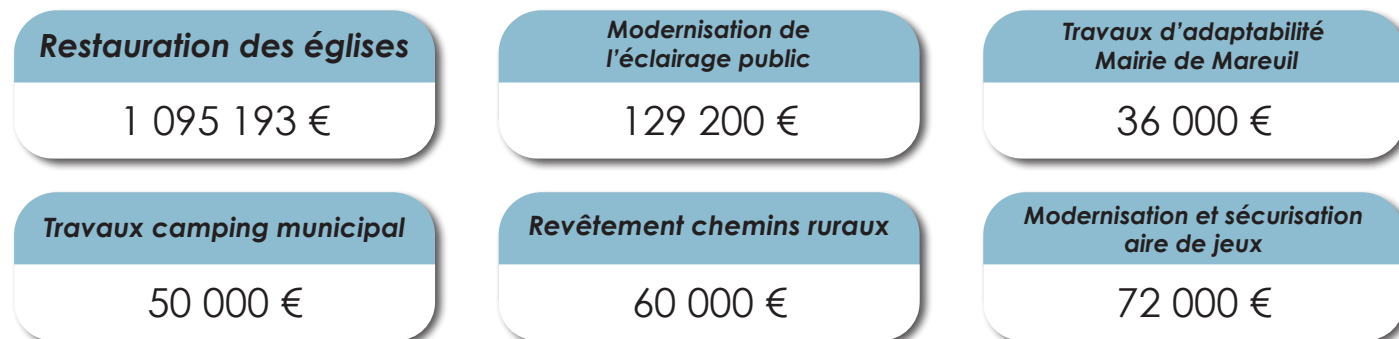 Restauration des églises
1 095 193 €
Modernisation de
l'éclairage public
129 200 €
Travaux d'adaptabilité
Mairie de Mareuil
36 000 €
Travaux camping municipal
50 000 €
Revêtement chemins ruraux
60 000 €
Modernisation et sécurisation
aire de jeux
72 000 €